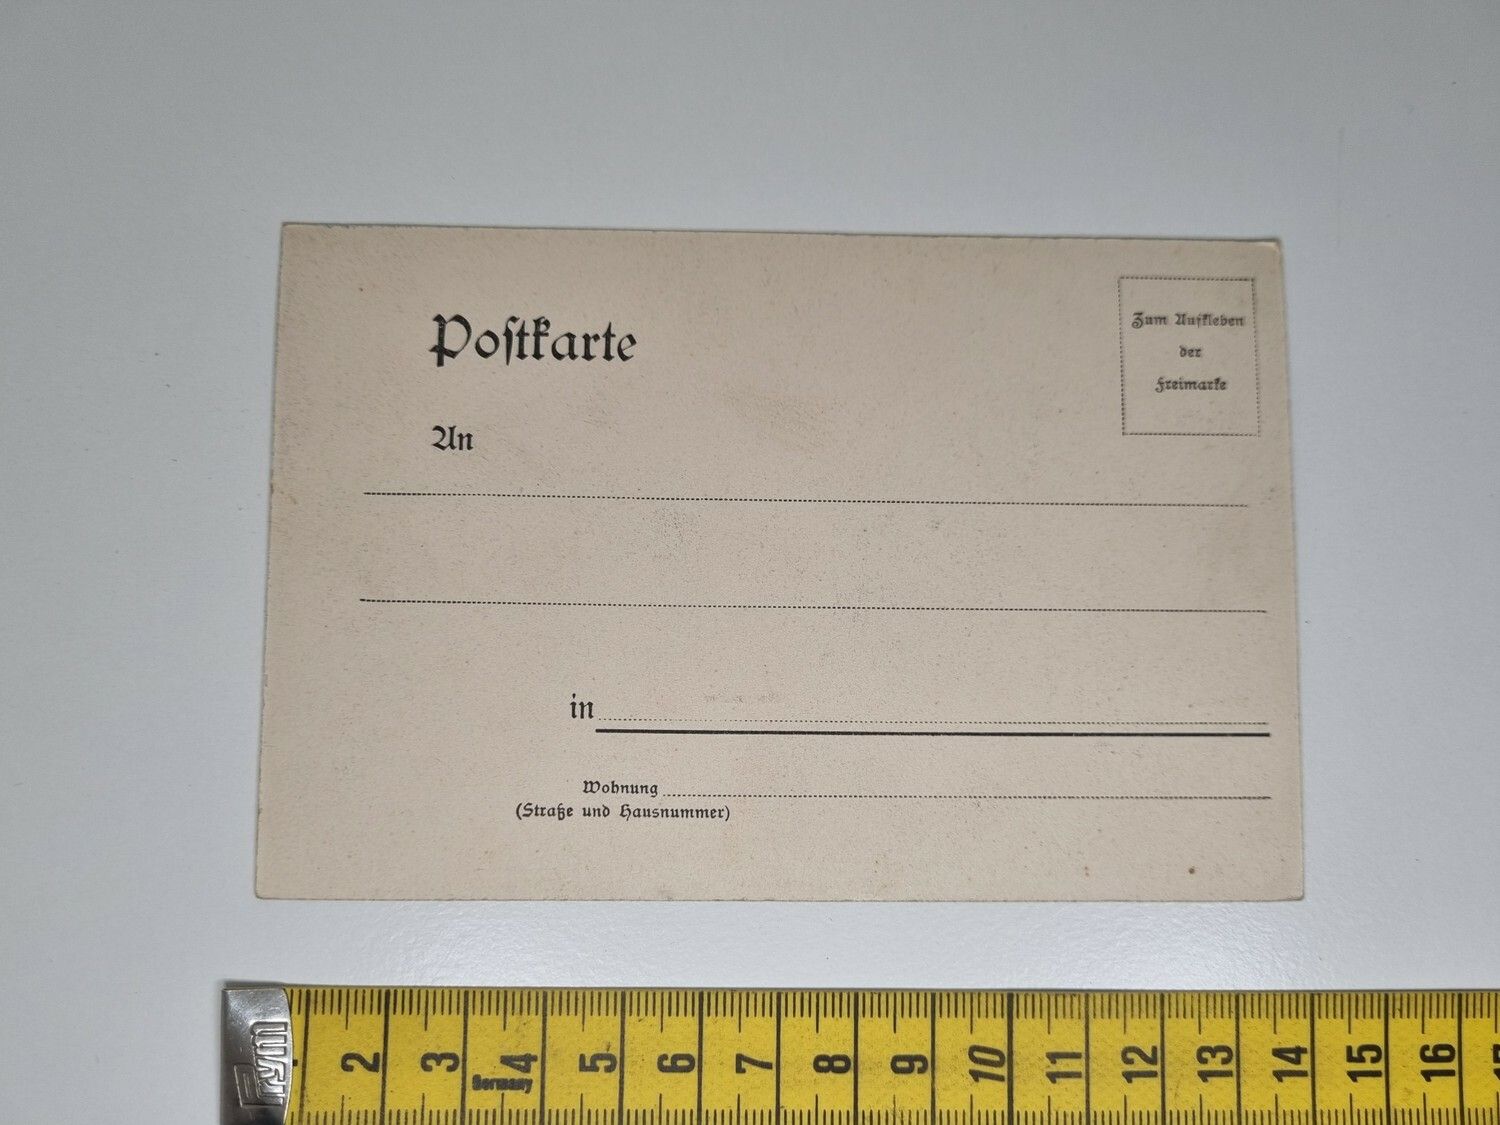 Postkarte
Zum Aufkleben
der
Freimarke
An
in
Wohnung
(Straße und Hausnummer)
Prym
2 3 4 5 6 7 8 9 10 11 12 13 14 15 16
Germany